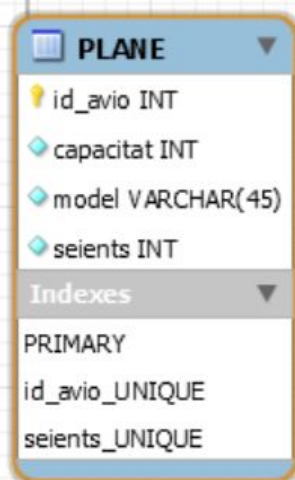 PLANE
id_avio INT
capacitat INT
model VARCHAR(45)
seients INT
Indexes
PRIMARY
id_avio_UNIQUE
seients_UNIQUE